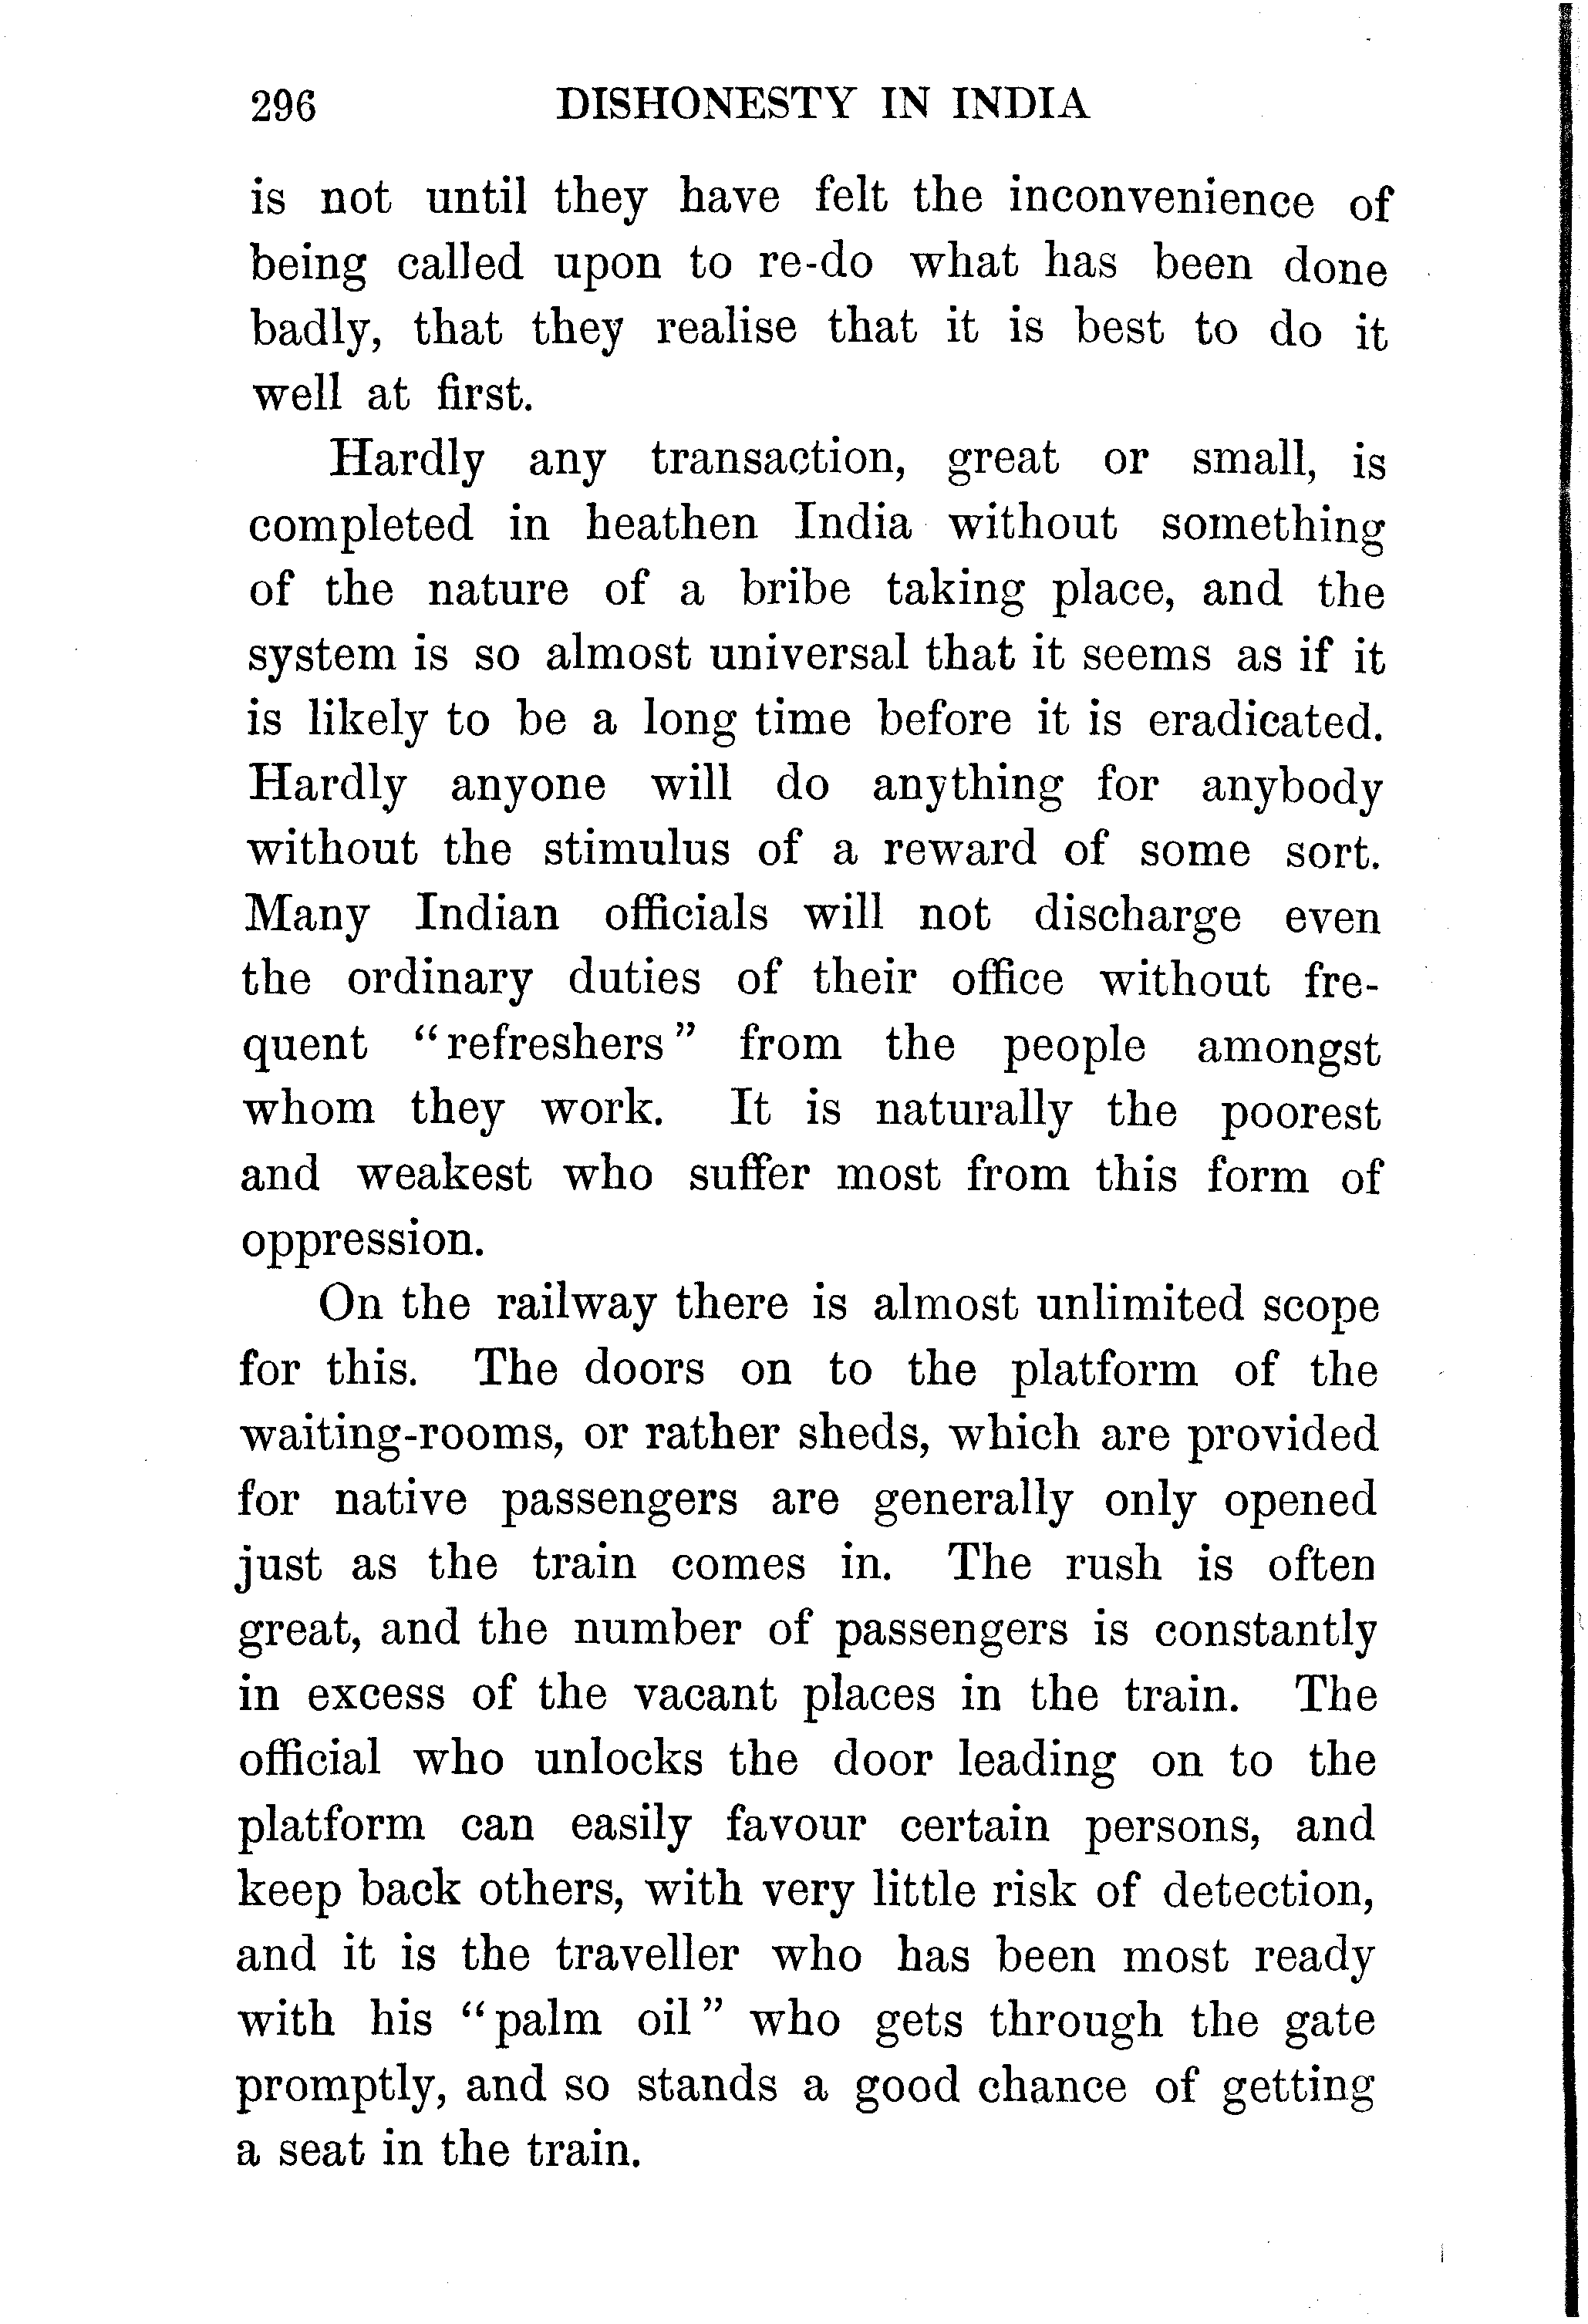 296 DISHONESTY IN INDIA
is not until they have felt the inconvenience of
being called upon to re-do what has been done
badly, that they realise that it is best to do it
well at first.
Hardly any transaction, great or small, is
completed in heathen India without something
of the nature of a bribe taking place, and the
system is so almost universal that it seems as if it
is likely to be a long time before it is eradicated.
Hardly anyone will do anything for anybody
without the stimulus of a reward of some sort.
Many Indian officials will not discharge even
the ordinary duties of their office without fre-
quent “refreshers” from the people amongst
whom they work. It is naturally the poorest
and weakest who suffer most from this form of
oppression.
On the railway there is almost unlimited scope
for this. The doors on to the platform of the
waiting-rooms, or rather sheds, which are provided
for native passengers are generally only opened
just as the train comes in. The rush is often
great, and the number of passengers is constantly
in excess of the vacant places in the train. The
official who unlocks the door leading on to the
platform can easily favour certain persons, and
keep back others, with very little risk of detection,
and it is the traveller who has been most ready
with his “palm oil” who gets through the gate
promptly, and so stands a good chance of getting
a seat in the train.